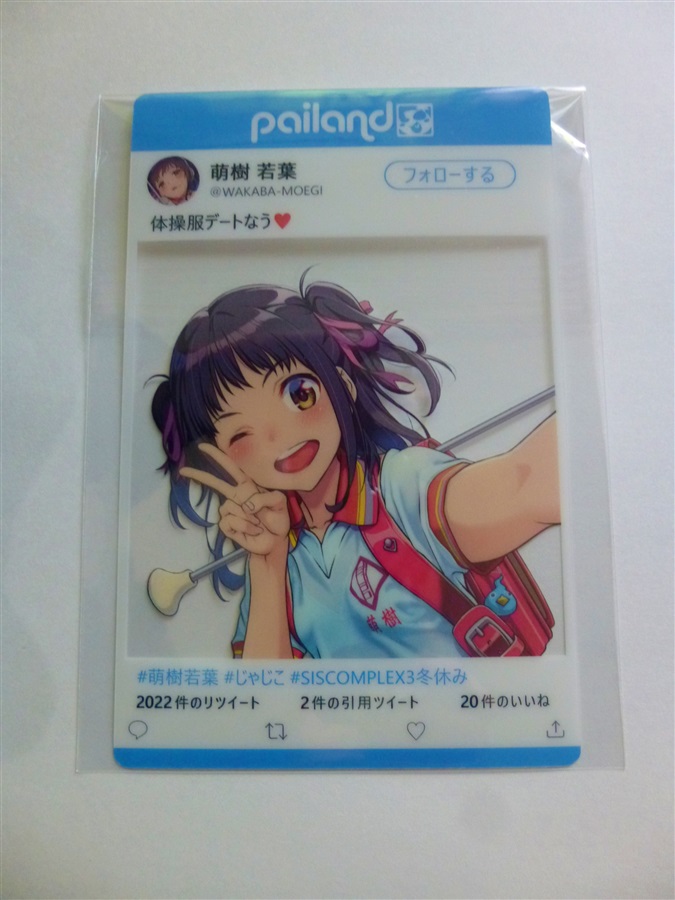 pailand
萌樹 若葉
フォローする
@WAKABA-MOEGI
体操服デートなう♥
萌樹
#萌樹若葉 #じゃじこ #SISCOMPLEX3冬休み
2022件のリツイート 2件の引用ツイート 20件のいいね